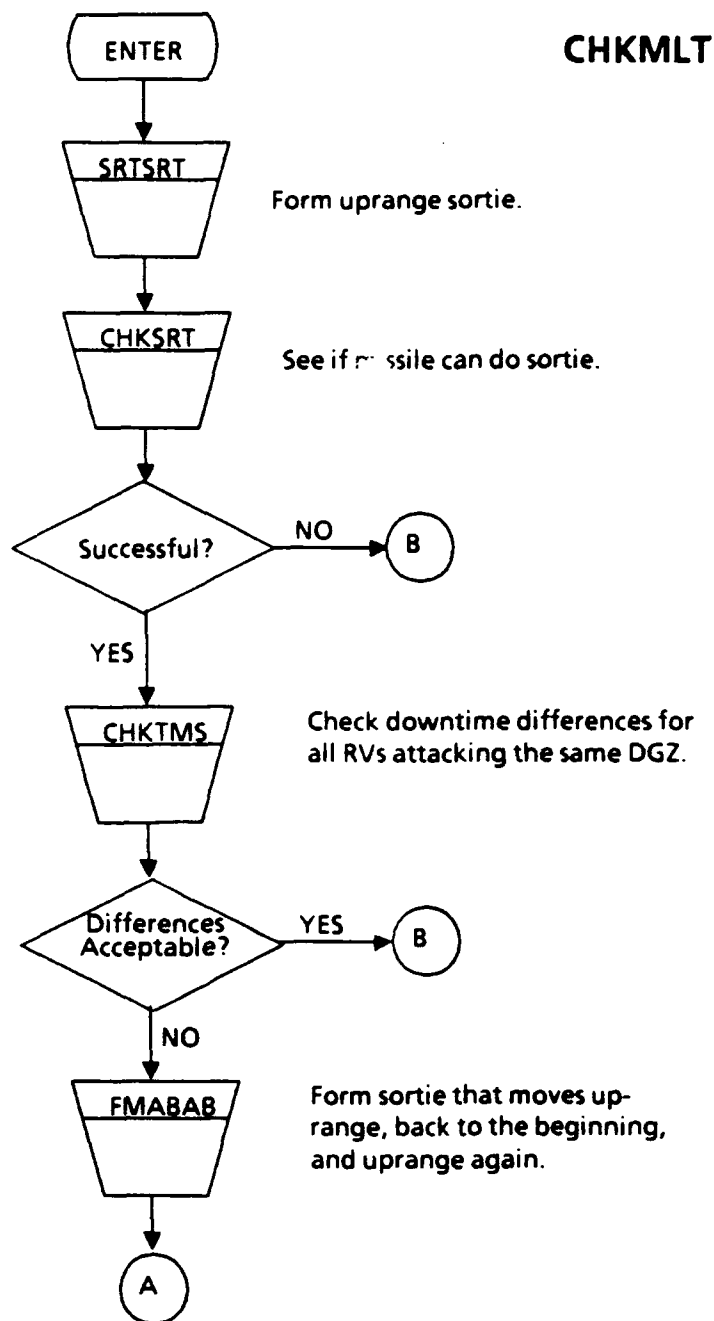 CHKMLT
ENTER
SRTSRT
Form uprange sortie.
CHKSRT
See if can do sortie.
Successful?
NO
B
YES
CHKTMS
Check downtime differences for
all RVs attacking the same DGZ.
Differences
Acceptable?
YES
B
NO
FMABAB
Form sortie that moves up-
range, back to the beginning,
and uprange again.
A